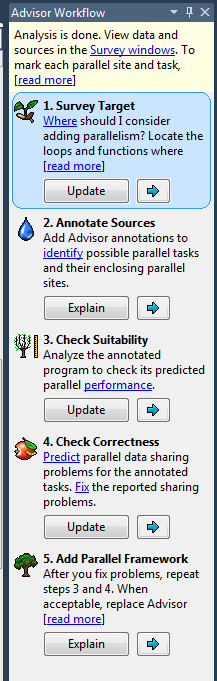 Advisor Workflow
Analysis is done. View data
and sources in the Survey windows. To
mark each parallel site and task,
[read more]
1. Survey Target
Where should I consider
adding parallelism? Locate the
loops and functions where
[read more]
Update
2. Annotate Sources
Add Advisor annotations to
identify possible parallel tasks
and their enclosing parallel
sites.
Explain
3. Check Suitability
Analyze the annotated
program to check its predicted
parallel performance.
Update
4. Check Correctness
Predict parallel data sharing
problems for the annotated
tasks. Fix the reported sharing
problems.
Update
5. Add Parallel Framework
After you fix problems, repeat
steps 3 and 4. When
acceptable, replace Advisor
[read more]
Explain